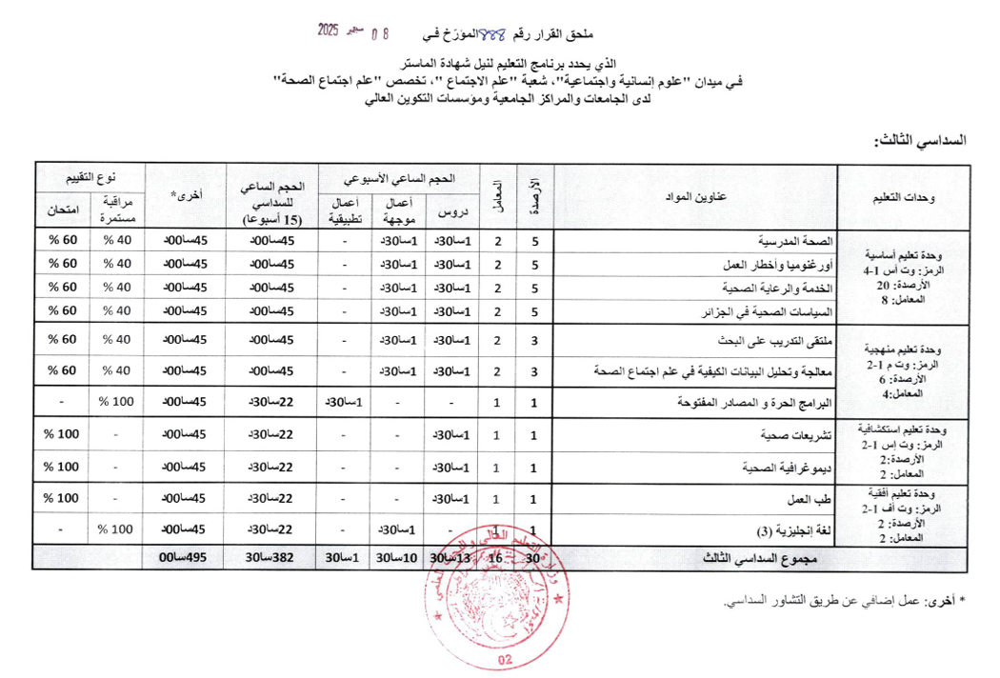 ملحق القرار رقم 888 المؤرّخ في 08 سبتمبر 2025
الذي يحدد برنامج التعليم لنيل شهادة الماستر
في ميدان "علوم إنسانية واجتماعية"، شعبة "علم الاجتماع "، تخصص "علم اجتماع الصحة"
لدى الجامعات والمراكز الجامعية ومؤسسات التكوين العالي
السداسي الثالث:
وحدات التعليم | عناوين المواد | الأرصدة | المعامل | الحجم الساعي الأسبوعي | الحجم الساعي للسداسي (15 أسبوعا) | أخرى* | نوع التقييم
دروس | أعمال موجهة | أعمال تطبيقية | مراقبة مستمرة | امتحان
وحدة تعليم أساسية
الرمز: وت أس 1-4
الأرصدة: 20
المعامل: 8
الصحة المدرسية | 5 | 2 | 1سا30د | 1سا30د | - | 45سا00د | 45سا00د | 40 % | 60 %
أورغنوميا وأخطار العمل | 5 | 2 | 1سا30د | 1سا30د | - | 45سا00د | 45سا00د | 40 % | 60 %
الخدمة والرعاية الصحية | 5 | 2 | 1سا30د | 1سا30د | - | 45سا00د | 45سا00د | 40 % | 60 %
السياسات الصحية في الجزائر | 5 | 2 | 1سا30د | 1سا30د | - | 45سا00د | 45سا00د | 40 % | 60 %
وحدة تعليم منهجية
الرمز: وت م 1-2
الأرصدة: 6
المعامل:4
ملتقى التدريب على البحث | 3 | 2 | 1سا30د | 1سا30د | - | 45سا00د | 45سا00د | 40 % | 60 %
معالجة وتحليل البيانات الكيفية في علم اجتماع الصحة | 3 | 2 | 1سا30د | 1سا30د | - | 45سا00د | 45سا00د | 40 % | 60 %
البرامج الحرة و المصادر المفتوحة | 1 | 1 | - | - | 1سا30د | 22سا30د | 45سا00د | 100 % | -
وحدة تعليم استكشافية
الرمز: وت إس 1-2
الأرصدة:2
المعامل: 2
تشريعات صحية | 1 | 1 | 1سا30د | - | - | 22سا30د | 45سا00د | - | 100 %
ديموغرافية الصحية | 1 | 1 | 1سا30د | - | - | 22سا30د | 45سا00د | - | 100 %
وحدة تعليم أفقية
الرمز: وت أف 1-2
الأرصدة: 2
المعامل: 2
طب العمل | 1 | 1 | 1سا30د | - | - | 22سا30د | 45سا00د | - | 100 %
لغة إنجليزية (3) | 1 | 1 | - | 1سا30د | - | 22سا30د | 45سا00د | 100 % | -
مجموع السداسي الثالث | 30 | 16 | 13سا30 | 10سا30 | 1سا30 | 382سا30 | 495سا00
* أخرى: عمل إضافي عن طريق التشاور السداسي.
وزارة التعليم العالي والبحث العلمي
02